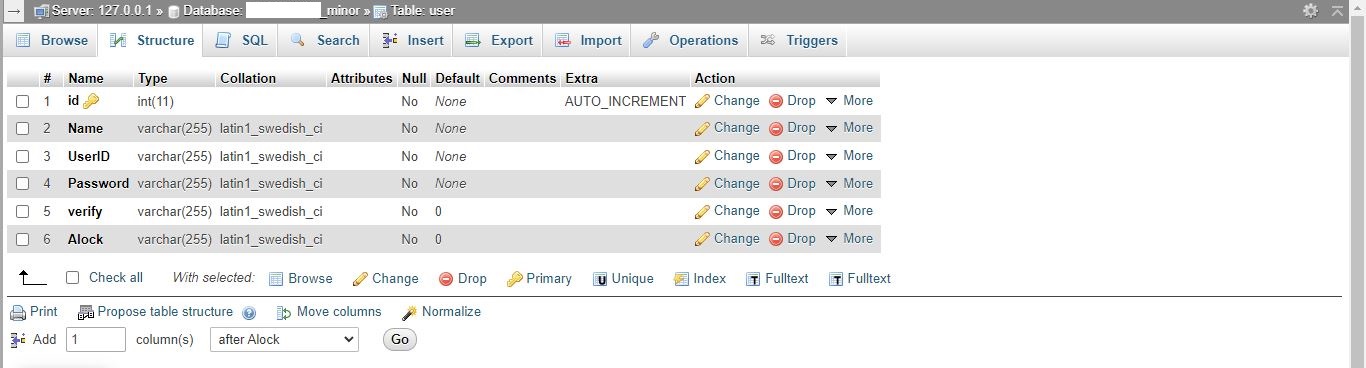 Server: 127.0.0.1 » Database: _minor » Table: user
Browse Structure SQL Search Insert Export Import Operations Triggers
# Name Type Collation Attributes Null Default Comments Extra Action
1 id int(11) No None AUTO_INCREMENT Change Drop More
2 Name varchar(255) latin1_swedish_ci No None Change Drop More
3 UserID varchar(255) latin1_swedish_ci No None Change Drop More
4 Password varchar(255) latin1_swedish_ci No None Change Drop More
5 verify varchar(255) latin1_swedish_ci No 0 Change Drop More
6 Alock varchar(255) latin1_swedish_ci No 0 Change Drop More
Check all With selected: Browse Change Drop Primary Unique Index Fulltext Fulltext
Print Propose table structure Move columns Normalize
Add 1 column(s) after Alock Go